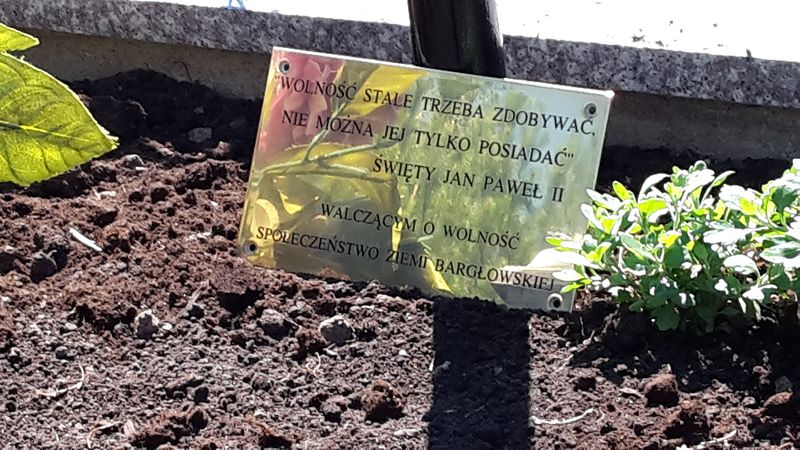 "WOLNOŚĆ STALE TRZEBA ZDOBYWAĆ.
NIE MOŻNA JEJ TYLKO POSIADAĆ"
ŚWIĘTY JAN PAWEŁ II
WALCZĄCYM O WOLNOŚĆ
SPOŁECZEŃSTWO ZIEMI BARGŁOWSKIEJ